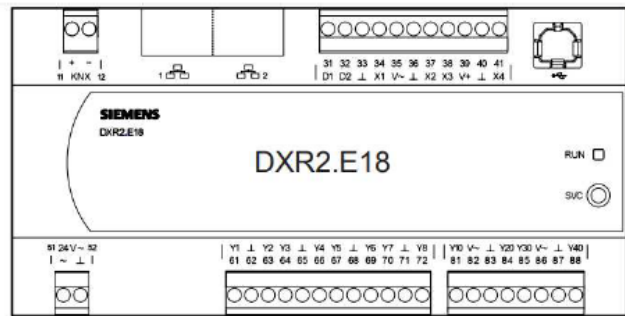 31 32 33 34 35 36 37 38 39 40 41
+ − D1 D2 ⊥ X1 V~ ⊥ X2 X3 V+ ⊥ X4
11 KNX 12 1 2
SIEMENS
DXR2.E18
DXR2.E18
RUN
SVC
51 24V~ 52 Y1 ⊥ Y2 Y3 ⊥ Y4 Y5 ⊥ Y6 Y7 ⊥ Y8 Y10 V~ ⊥ Y20 Y30 V~ ⊥ Y40
~ ⊥ 61 62 63 64 65 66 67 68 69 70 71 72 81 82 83 84 85 86 87 88